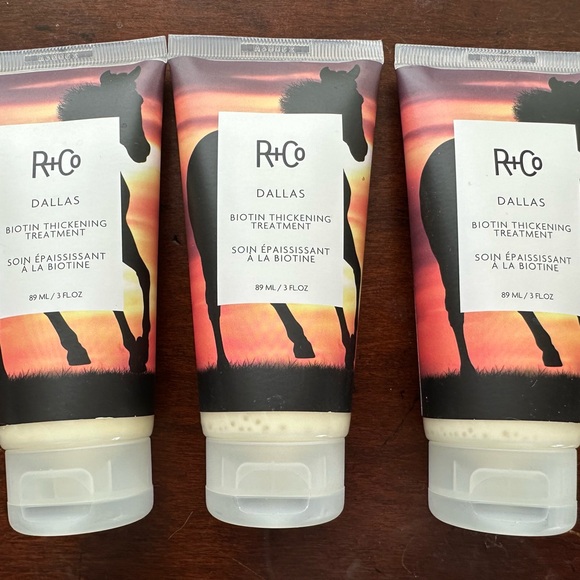 R+Co
DALLAS
BIOTIN THICKENING
TREATMENT
SOIN ÉPAISSISSANT
À LA BIOTINE
89 ML / 3 FL.OZ
R+Co
DALLAS
BIOTIN THICKENING
TREATMENT
SOIN ÉPAISSISSANT
À LA BIOTINE
89 ML / 3 FL.OZ
R+Co
DALLAS
BIOTIN THICKENING
TREATMENT
SOIN ÉPAISSISSANT
À LA BIOTINE
89 ML / 3 FL.OZ